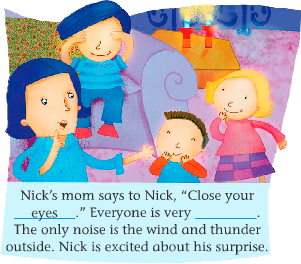 Nick's mom says to Nick, “Close your
__eyes__.” Everyone is very ________.
The only noise is the wind and thunder
outside. Nick is excited about his surprise.